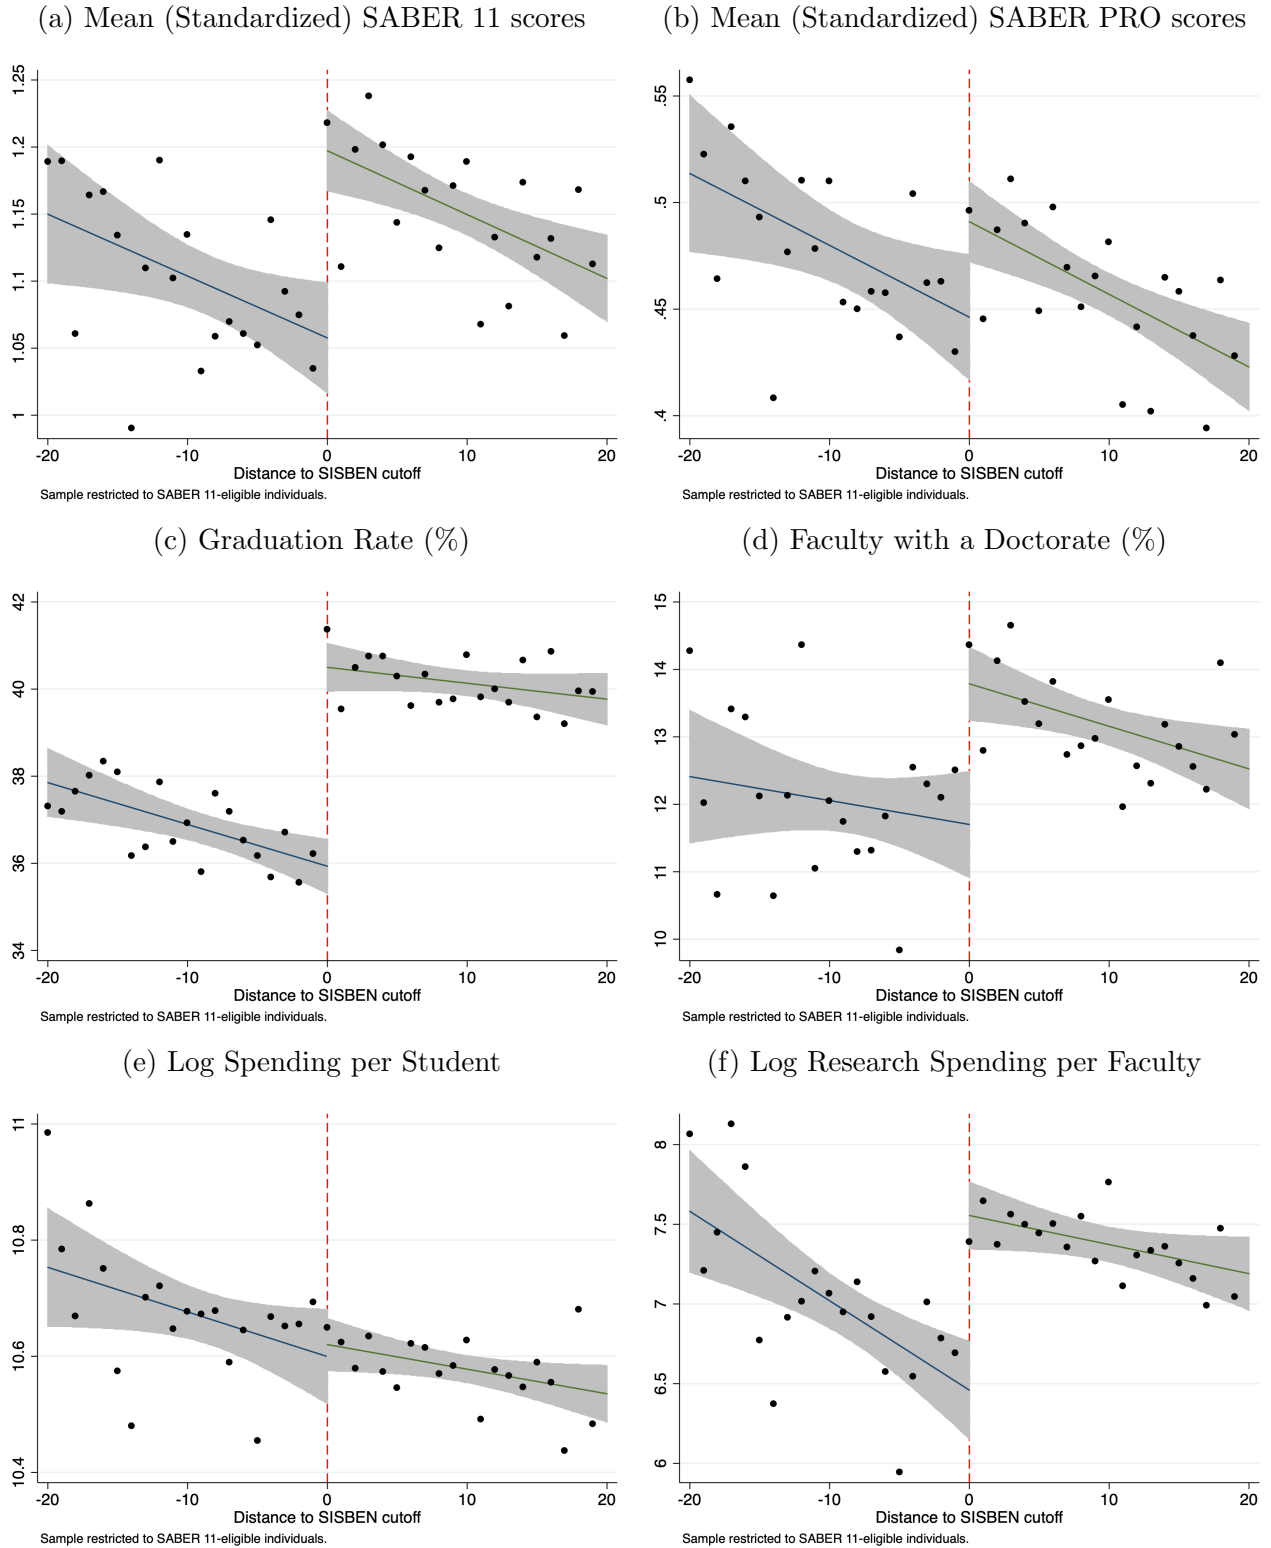 (a) Mean (Standardized) SABER 11 scores
1.25
1.2
1.15
1.1
1.05
1
-20 -10 0 10 20
Distance to SISBEN cutoff
Sample restricted to SABER 11-eligible individuals.
(b) Mean (Standardized) SABER PRO scores
.55
.5
.45
.4
-20 -10 0 10 20
Distance to SISBEN cutoff
Sample restricted to SABER 11-eligible individuals.
(c) Graduation Rate (%)
42
40
38
36
34
-20 -10 0 10 20
Distance to SISBEN cutoff
Sample restricted to SABER 11-eligible individuals.
(d) Faculty with a Doctorate (%)
15
14
13
12
11
10
-20 -10 0 10 20
Distance to SISBEN cutoff
Sample restricted to SABER 11-eligible individuals.
(e) Log Spending per Student
11
10.8
10.6
10.4
-20 -10 0 10 20
Distance to SISBEN cutoff
Sample restricted to SABER 11-eligible individuals.
(f) Log Research Spending per Faculty
8
7.5
7
6.5
6
-20 -10 0 10 20
Distance to SISBEN cutoff
Sample restricted to SABER 11-eligible individuals.